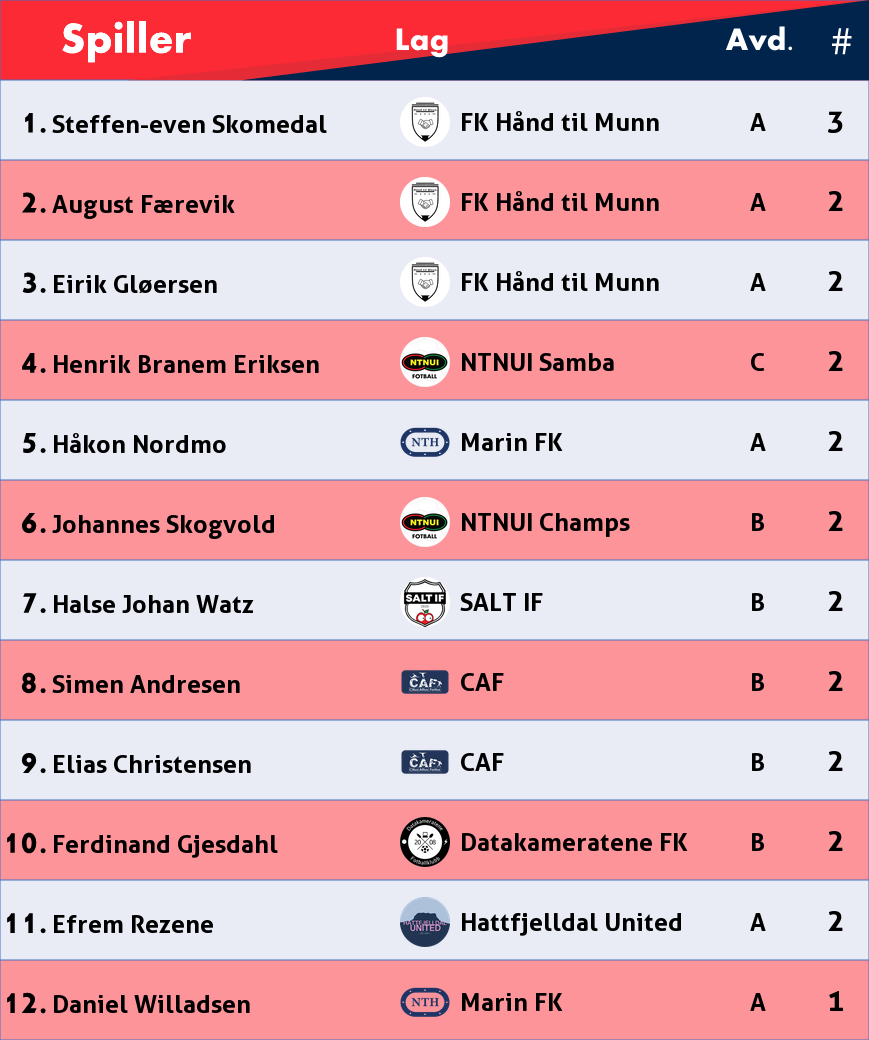 Spiller Lag Avd. #
1. Steffen-even Skomedal FK Hånd til Munn A 3
2. August Færevik FK Hånd til Munn A 2
3. Eirik Gløersen FK Hånd til Munn A 2
4. Henrik Branem Eriksen NTNUI FOTBALL NTNUI Samba C 2
5. Håkon Nordmo NTH Marin FK A 2
6. Johannes Skogvold NTNUI FOTBALL NTNUI Champs B 2
7. Halse Johan Watz SALT IF SALT IF B 2
8. Simen Andresen CAF CAF B 2
9. Elias Christensen CAF CAF B 2
10. Ferdinand Gjesdahl Datakameratene 2008 Fotballklubb Datakameratene FK B 2
11. Efrem Rezene HATTFJELLDAL UNITED Hattfjelldal United A 2
12. Daniel Willadsen NTH Marin FK A 1